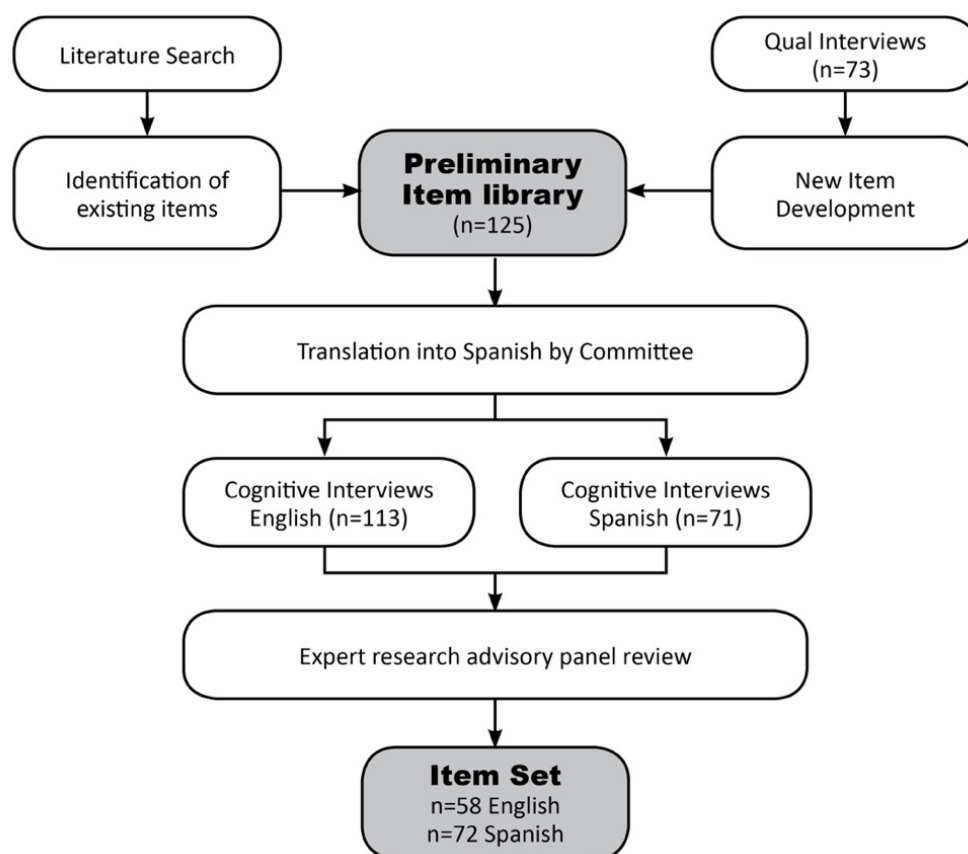 Literature Search
Qual Interviews
(n=73)
Identification of
existing items
Preliminary
Item library
(n=125)
New Item
Development
Translation into Spanish by Committee
Cognitive Interviews
English (n=113)
Cognitive Interviews
Spanish (n=71)
Expert research advisory panel review
Item Set
n=58 English
n=72 Spanish